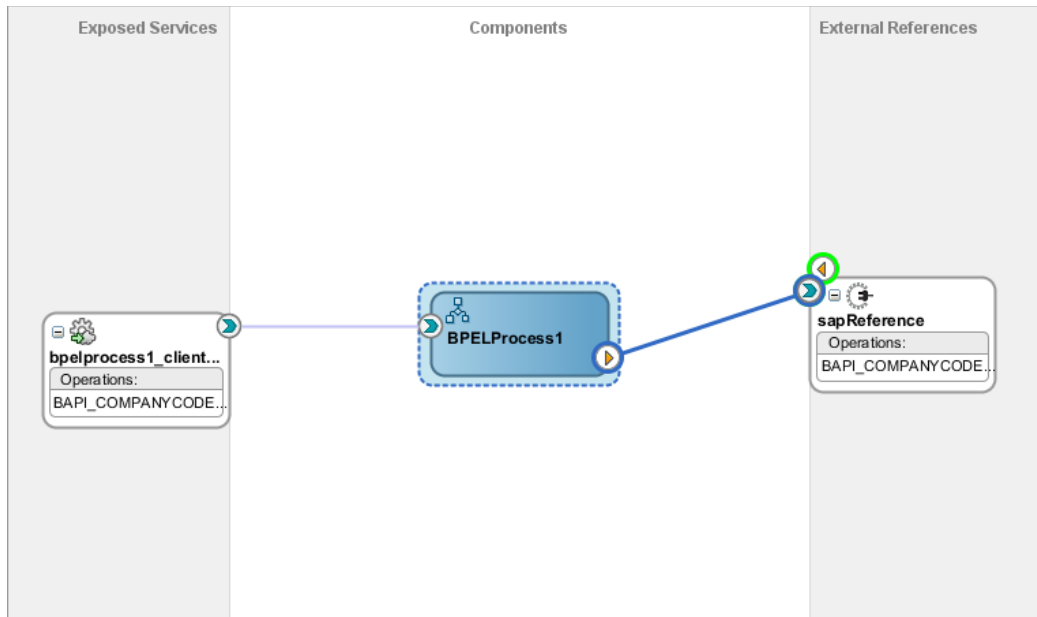 Exposed Services
Components
External References
bpelprocess1_client...
Operations:
BAPI_COMPANYCODE...
BPELProcess1
sapReference
Operations:
BAPI_COMPANYCODE...